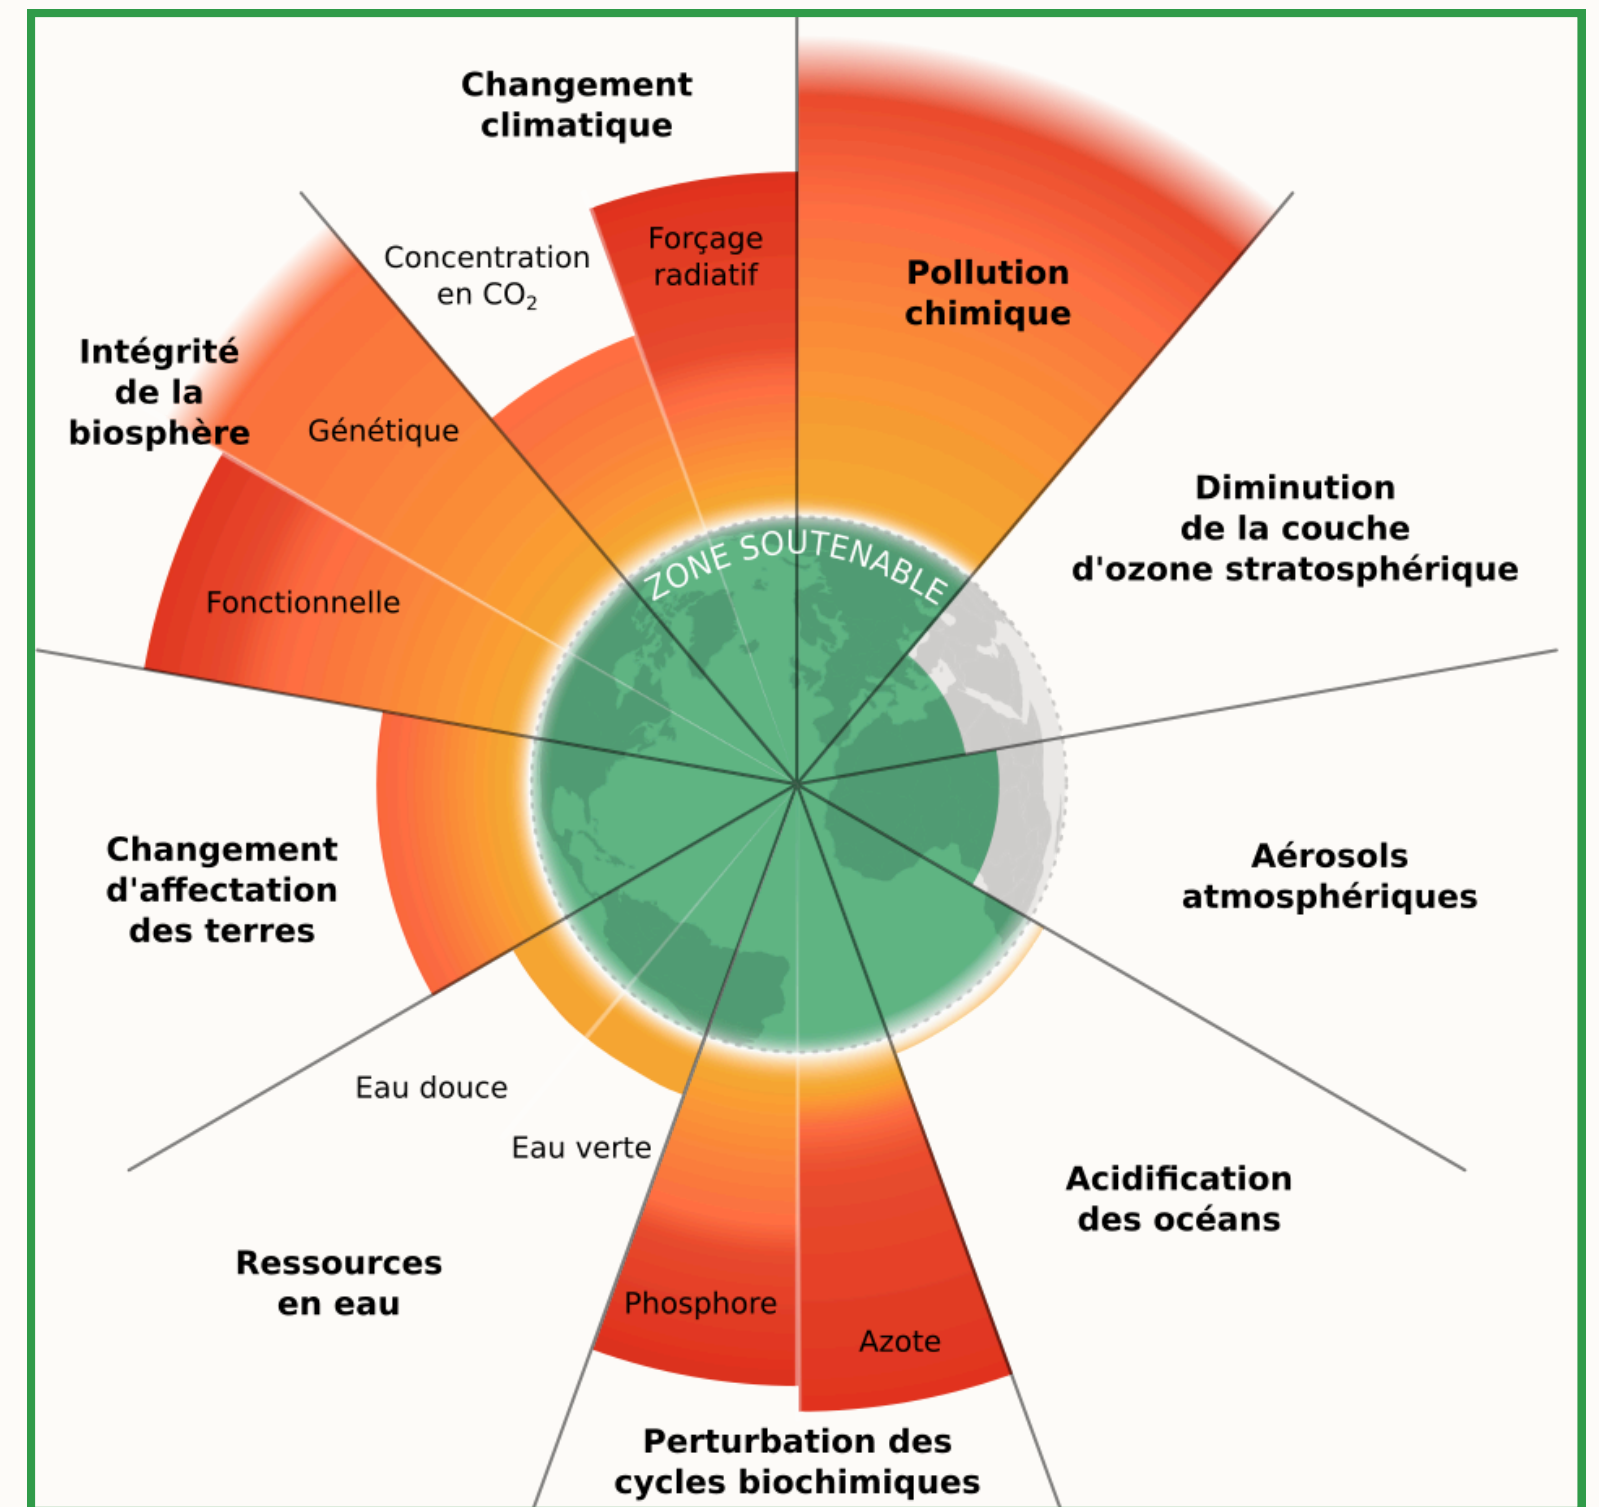 Changement
climatique
Concentration
en CO₂
Forçage
radiatif
Pollution
chimique
Intégrité
de la
biosphère
Génétique
Fonctionnelle
Diminution
de la couche
d'ozone stratosphérique
ZONE SOUTENABLE
Changement
d'affectation
des terres
Aérosols
atmosphériques
Eau douce
Eau verte
Acidification
des océans
Ressources
en eau
Phosphore
Azote
Perturbation des
cycles biochimiques